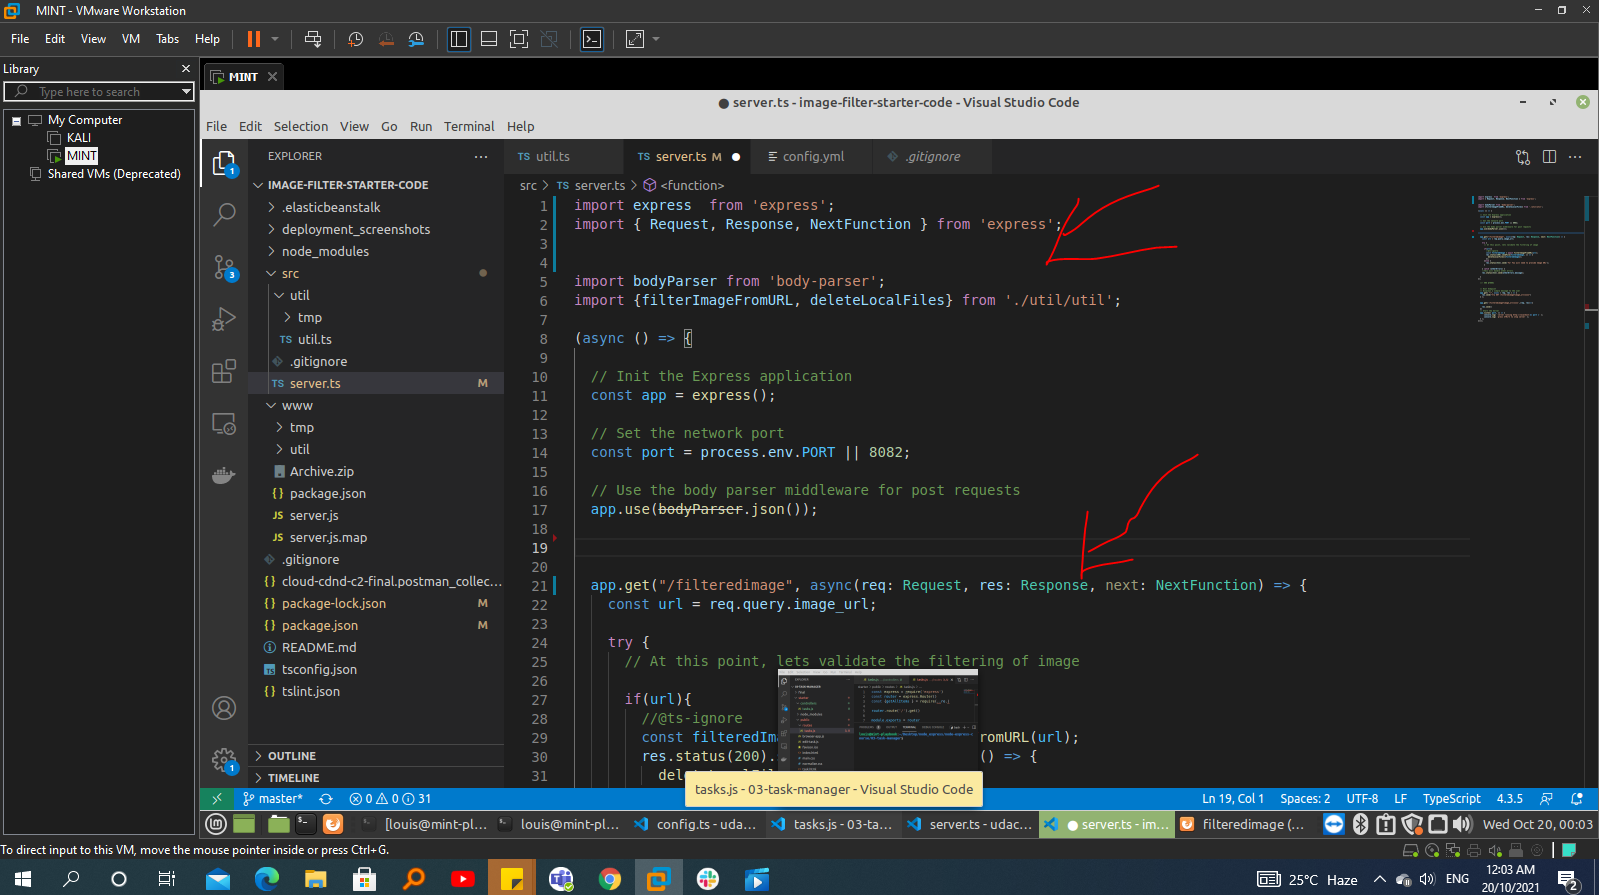 MINT - VMware Workstation
File Edit View VM Tabs Help
Library
Type here to search
My Computer
KALI
MINT
Shared VMs (Deprecated)
MINT
server.ts - image-filter-starter-code - Visual Studio Code
File Edit Selection View Go Run Terminal Help
EXPLORER
IMAGE-FILTER-STARTER-CODE
.elasticbeanstalk
deployment_screenshots
node_modules
src
util
tmp
TS util.ts
.gitignore
TS server.ts M
www
tmp
util
Archive.zip
{} package.json
JS server.js
JS server.js.map
.gitignore
{} cloud-cdnd-c2-final.postman_collec...
{} package-lock.json M
{} package.json M
README.md
tsconfig.json
tslint.json
OUTLINE
TIMELINE
1
3
1
TS util.ts TS server.ts M config.yml .gitignore
src > TS server.ts > <function>
1 import express  from 'express';
2 import { Request, Response, NextFunction } from 'express';
3
4
5 import bodyParser from 'body-parser';
6 import {filterImageFromURL, deleteLocalFiles} from './util/util';
7
8 (async () => {
9
10 // Init the Express application
11 const app = express();
12
13 // Set the network port
14 const port = process.env.PORT || 8082;
15
16 // Use the body parser middleware for post requests
17 app.use(bodyParser.json());
18
19
20
21 app.get("/filteredimage", async(req: Request, res: Response, next: NextFunction) => {
22 const url = req.query.image_url;
23
24 try {
25 // At this point, lets validate the filtering of image
26
27 if(url){
28 //@ts-ignore
29 const filteredIm romURL(url);
30 res.status(200). () => {
31
tasks.js - 03-task-manager - Visual Studio Code
master* 0 0 31 Ln 19, Col 1 Spaces: 2 UTF-8 LF TypeScript 4.3.5
[louis@mint-pl... louis@mint-pl... config.ts - uda... tasks.js - 03-ta... server.ts - udac... server.ts - im... filteredimage (... Wed Oct 20, 00:03
To direct input to this VM, move the mouse pointer inside or press Ctrl+G.
25°C Haze ENG 12:03 AM
20/10/2021
2